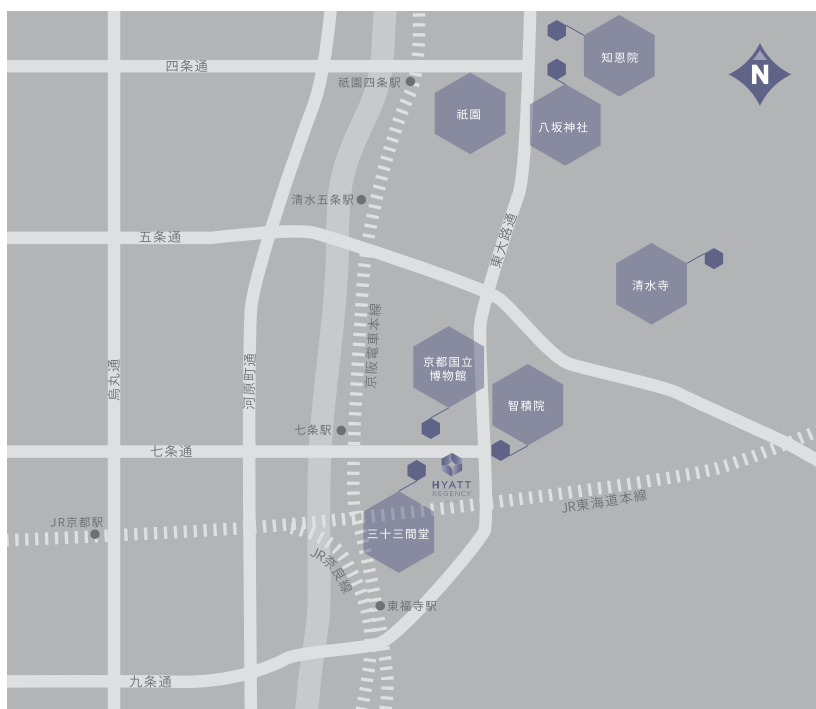 知恩院
四条通
N
祇園四条駅
祇園
八坂神社
清水五条駅
五条通
東大路通
清水寺
京阪電車本線
烏丸通
河原町通
京都国立
博物館
智積院
七条駅
七条通
HYATT
REGENCY
JR東海道本線
JR京都駅
三十三間堂
JR奈良線
東福寺駅
九条通